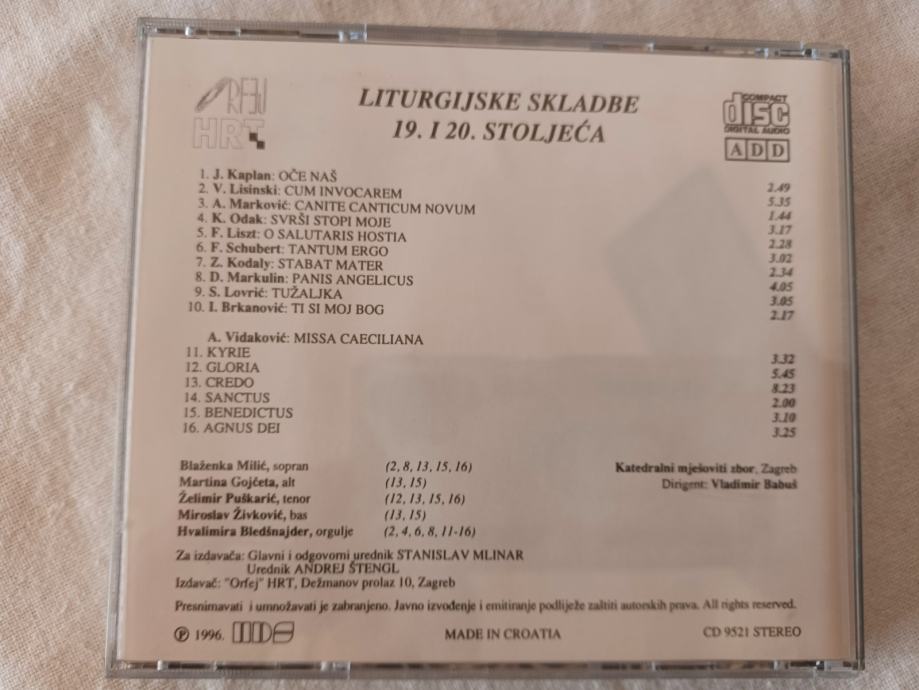 ORFEJ
HRT
LITURGIJSKE SKLADBE
19. I 20. STOLJEĆA
COMPACT
disc
DIGITAL AUDIO
ADD
1. J. Kaplan: OČE NAŠ 2.49
2. V. Lisinski: CUM INVOCAREM 5.35
3. A. Marković: CANITE CANTICUM NOVUM 1.44
4. K. Odak: SVRŠI STOPI MOJE 3.17
5. F. Liszt: O SALUTARIS HOSTIA 2.28
6. F. Schubert: TANTUM ERGO 3.02
7. Z. Kodaly: STABAT MATER 2.34
8. D. Markulin: PANIS ANGELICUS 4.05
9. S. Lovrić: TUŽALJKA 3.05
10. I. Brkanović: TI SI MOJ BOG 2.17
A. Vidaković: MISSA CAECILIANA
11. KYRIE 3.32
12. GLORIA 5.45
13. CREDO 8.23
14. SANCTUS 2.00
15. BENEDICTUS 3.10
16. AGNUS DEI 3.25
Blaženka Milić, sopran (2, 8, 13, 15, 16)
Martina Gojčeta, alt (13, 15)
Želimir Puškarić, tenor (12, 13, 15, 16)
Miroslav Živković, bas (13, 15)
Hvalimira Bledšnajder, orgulje (2, 4, 6, 8, 11-16)
Katedralni mješoviti zbor, Zagreb
Dirigent: Vladimir Babuš
Za izdavača: Glavni i odgovorni urednik STANISLAV MLINAR
Urednik ANDREJ ŠTENGL
Izdavač: "Orfej" HRT, Dežmanov prolaz 10, Zagreb
Presnimavati i umnožavati je zabranjeno. Javno izvođenje i emitiranje podliježe zaštiti autorskih prava. All rights reserved.
℗ 1996.
MADE IN CROATIA
CD 9521 STEREO